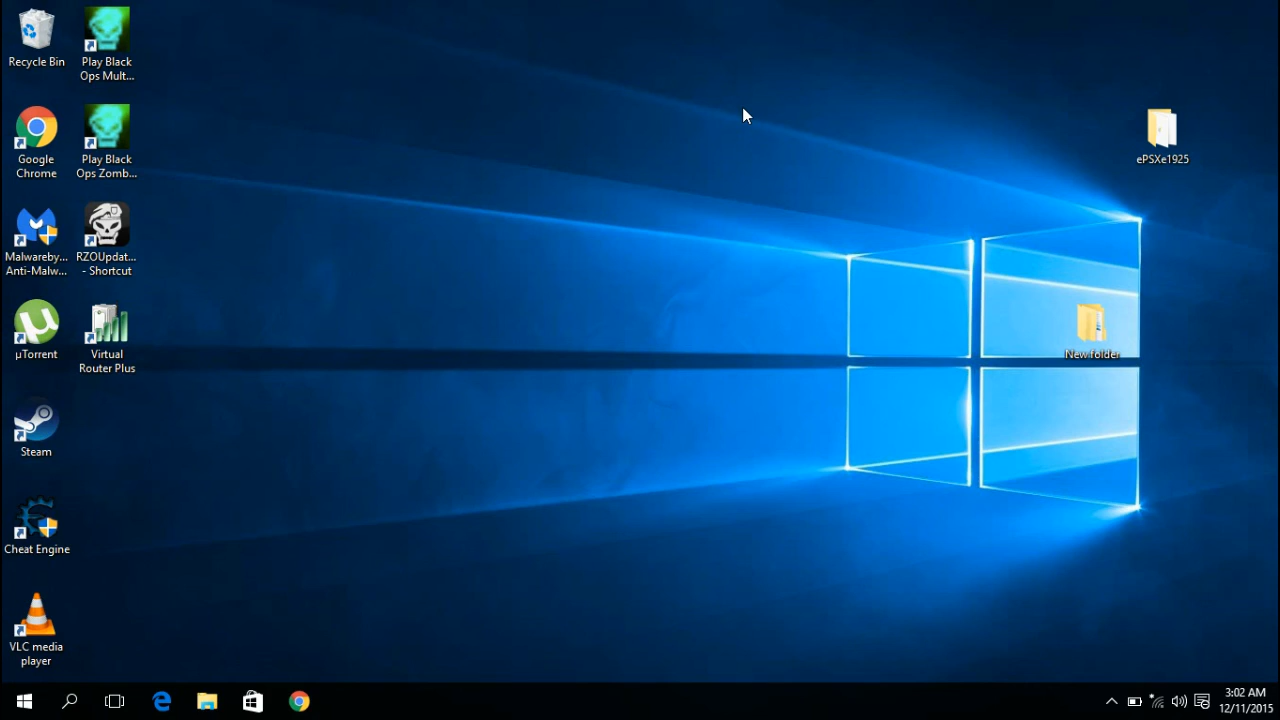 Recycle Bin
Play Black
Ops Mult...
Google
Chrome
Play Black
Ops Zomb...
Malwareby...
Anti-Malw...
RZOUpdat...
- Shortcut
µTorrent
Virtual
Router Plus
Steam
Cheat Engine
VLC media
player
ePSXe1925
New folder
3:02 AM
12/11/2015